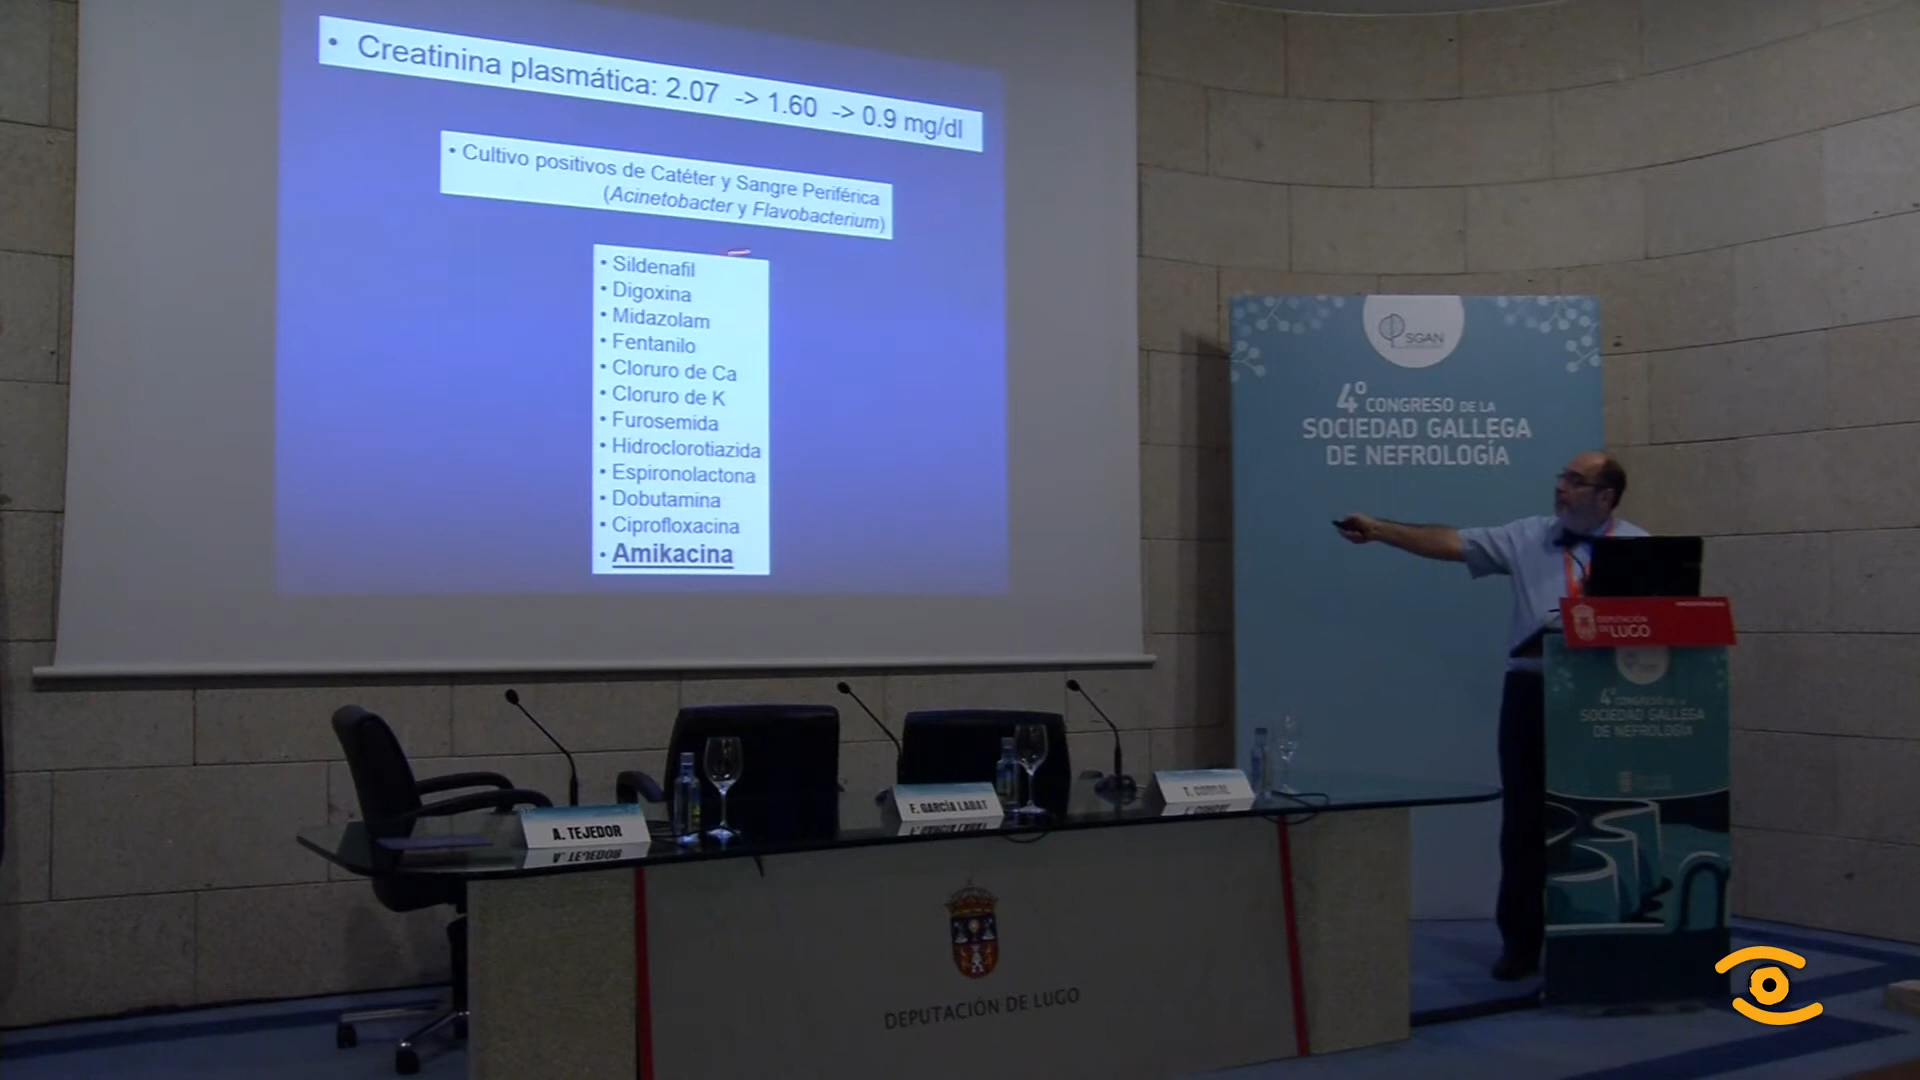 • Creatinina plasmática: 2.07 -> 1.60 -> 0.9 mg/dl
• Cultivo positivos de Catéter y Sangre Periférica
(Acinetobacter y Flavobacterium)
• Sildenafil
• Digoxina
• Midazolam
• Fentanilo
• Cloruro de Ca
• Cloruro de K
• Furosemida
• Hidroclorotiazida
• Espironolactona
• Dobutamina
• Ciprofloxacina
• Amikacina
SGAN
4º CONGRESO DE LA
SOCIEDAD GALLEGA
DE NEFROLOGÍA
DEPUTACIÓN
DE LUGO
4º CONGRESO DE LA
SOCIEDAD GALLEGA
DE NEFROLOGÍA
A. TEJEDOR
F. GARCÍA LABAT
DEPUTACIÓN DE LUGO